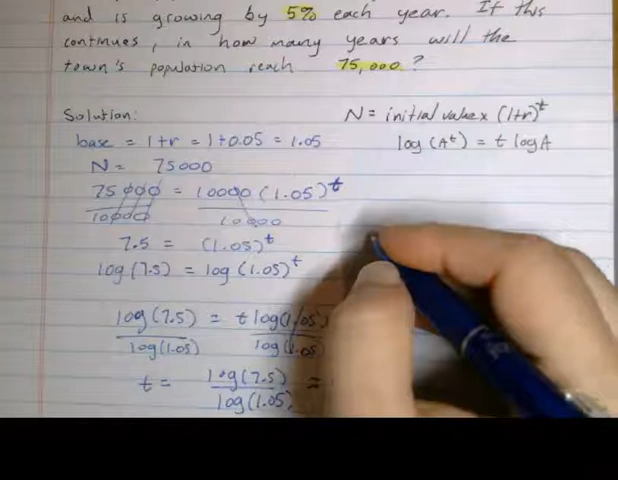 and is growing by 5% each year. If this
continues, in how many years will the
town's population reach 75,000?
Solution:
N = initial value x (1+r)^t
base = 1+r = 1+0.05 = 1.05
log(A^t) = t log A
N = 75000
75000 = 10000 (1.05)^t
10000 10000
7.5 = (1.05)^t
log(7.5) = log(1.05)^t
log(7.5) = t log(1.05)
log(1.05) log(1.05)
t = log(7.5) =
log(1.05)